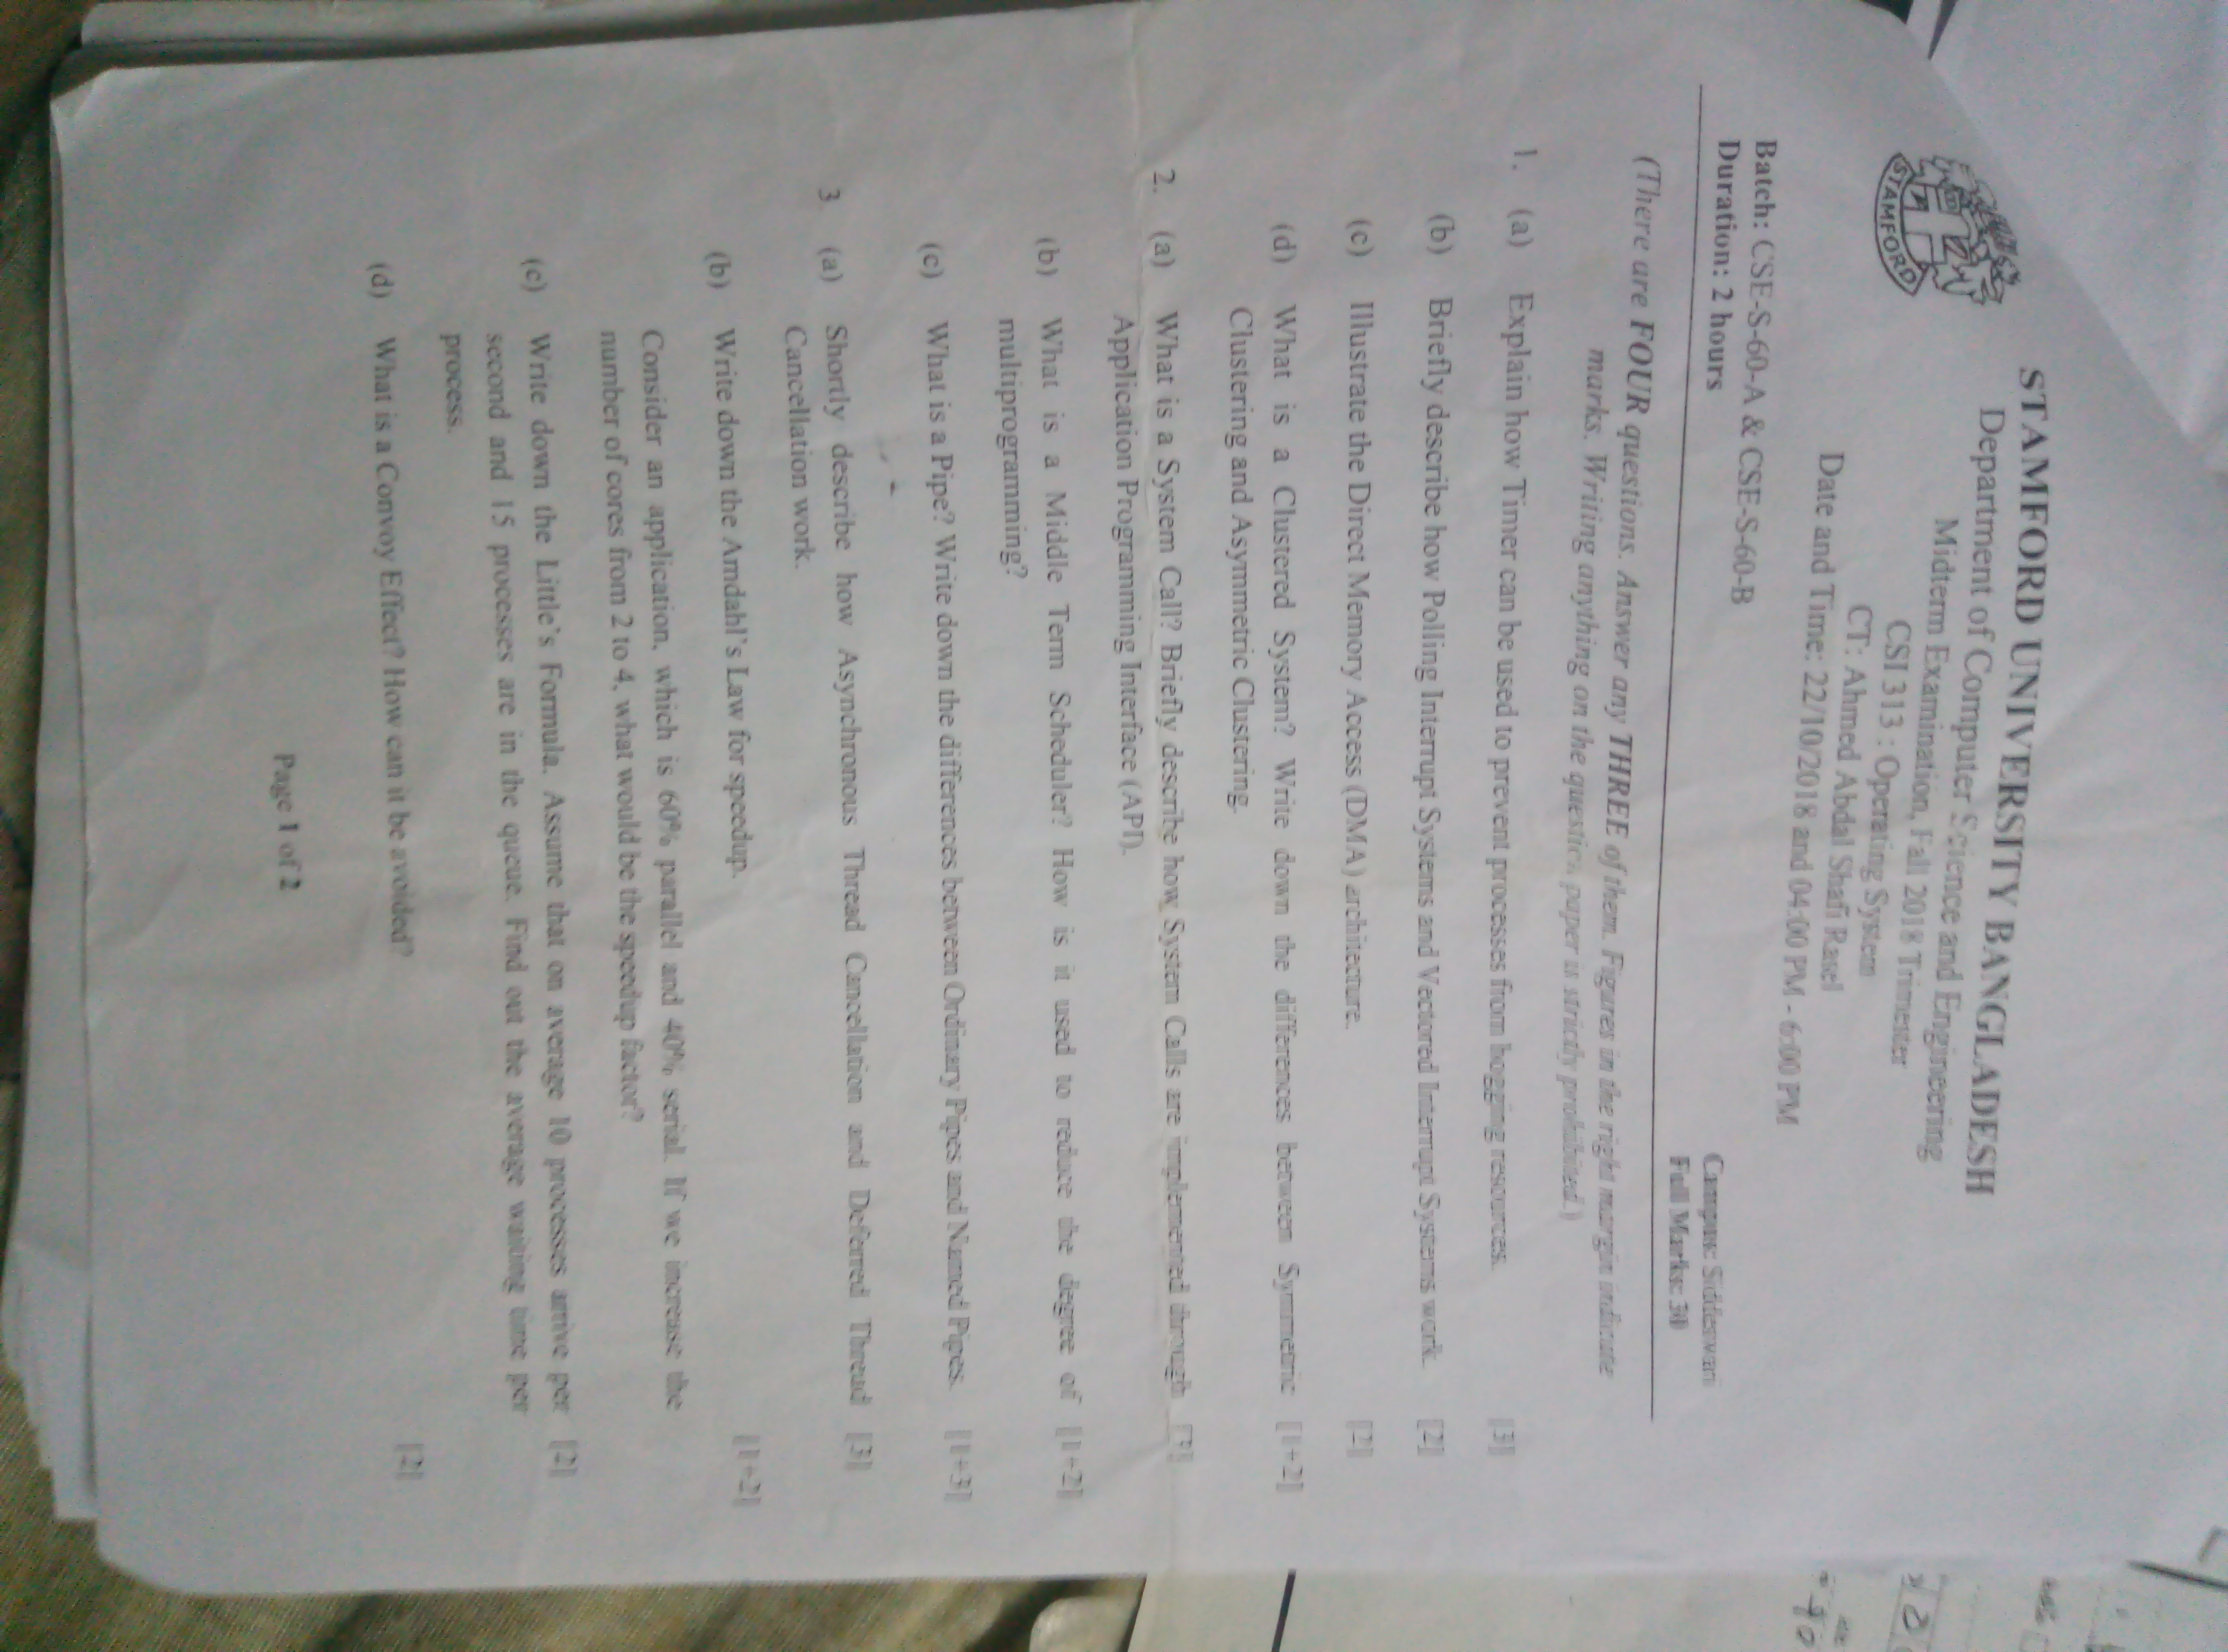 STAMFORD
STAMFORD UNIVERSITY BANGLADESH
Department of Computer Science and Engineering
Midterm Examination, Fall 2018 Trimester
CSI 313 : Operating System
CT: Ahmed Abdal Shafi Rasel
Date and Time: 22/10/2018 and 04:00 PM - 6:00 PM
Batch: CSE-S-60-A & CSE-S-60-B Campus: Siddeswari
Duration: 2 hours Full Marks: 30
(There are FOUR questions. Answer any THREE of them. Figures in the right margin indicate
marks. Writing anything on the question paper is strictly prohibited.)
1. (a) Explain how Timer can be used to prevent processes from hogging resources. [3]
(b) Briefly describe how Polling Interrupt Systems and Vectored Interrupt Systems work. [2]
(c) Illustrate the Direct Memory Access (DMA) architecture. [2]
(d) What is a Clustered System? Write down the differences between Symmetric [1+2]
Clustering and Asymmetric Clustering.
2. (a) What is a System Call? Briefly describe how System Calls are implemented through [3]
Application Programming Interface (API).
(b) What is a Middle Term Scheduler? How is it used to reduce the degree of [1+2]
multiprogramming?
(c) What is a Pipe? Write down the differences between Ordinary Pipes and Named Pipes. [1+3]
3 (a) Shortly describe how Asynchronous Thread Cancellation and Deferred Thread [3]
Cancellation work.
(b) Write down the Amdahl's Law for speedup. [1+2]
Consider an application, which is 60% parallel and 40% serial. If we increase the
number of cores from 2 to 4, what would be the speedup factor?
(c) Write down the Little's Formula. Assume that on average 10 processes arrive per [2]
second and 15 processes are in the queue. Find out the average waiting time per
process.
(d) What is a Convoy Effect? How can it be avoided? [2]
Page 1 of 2